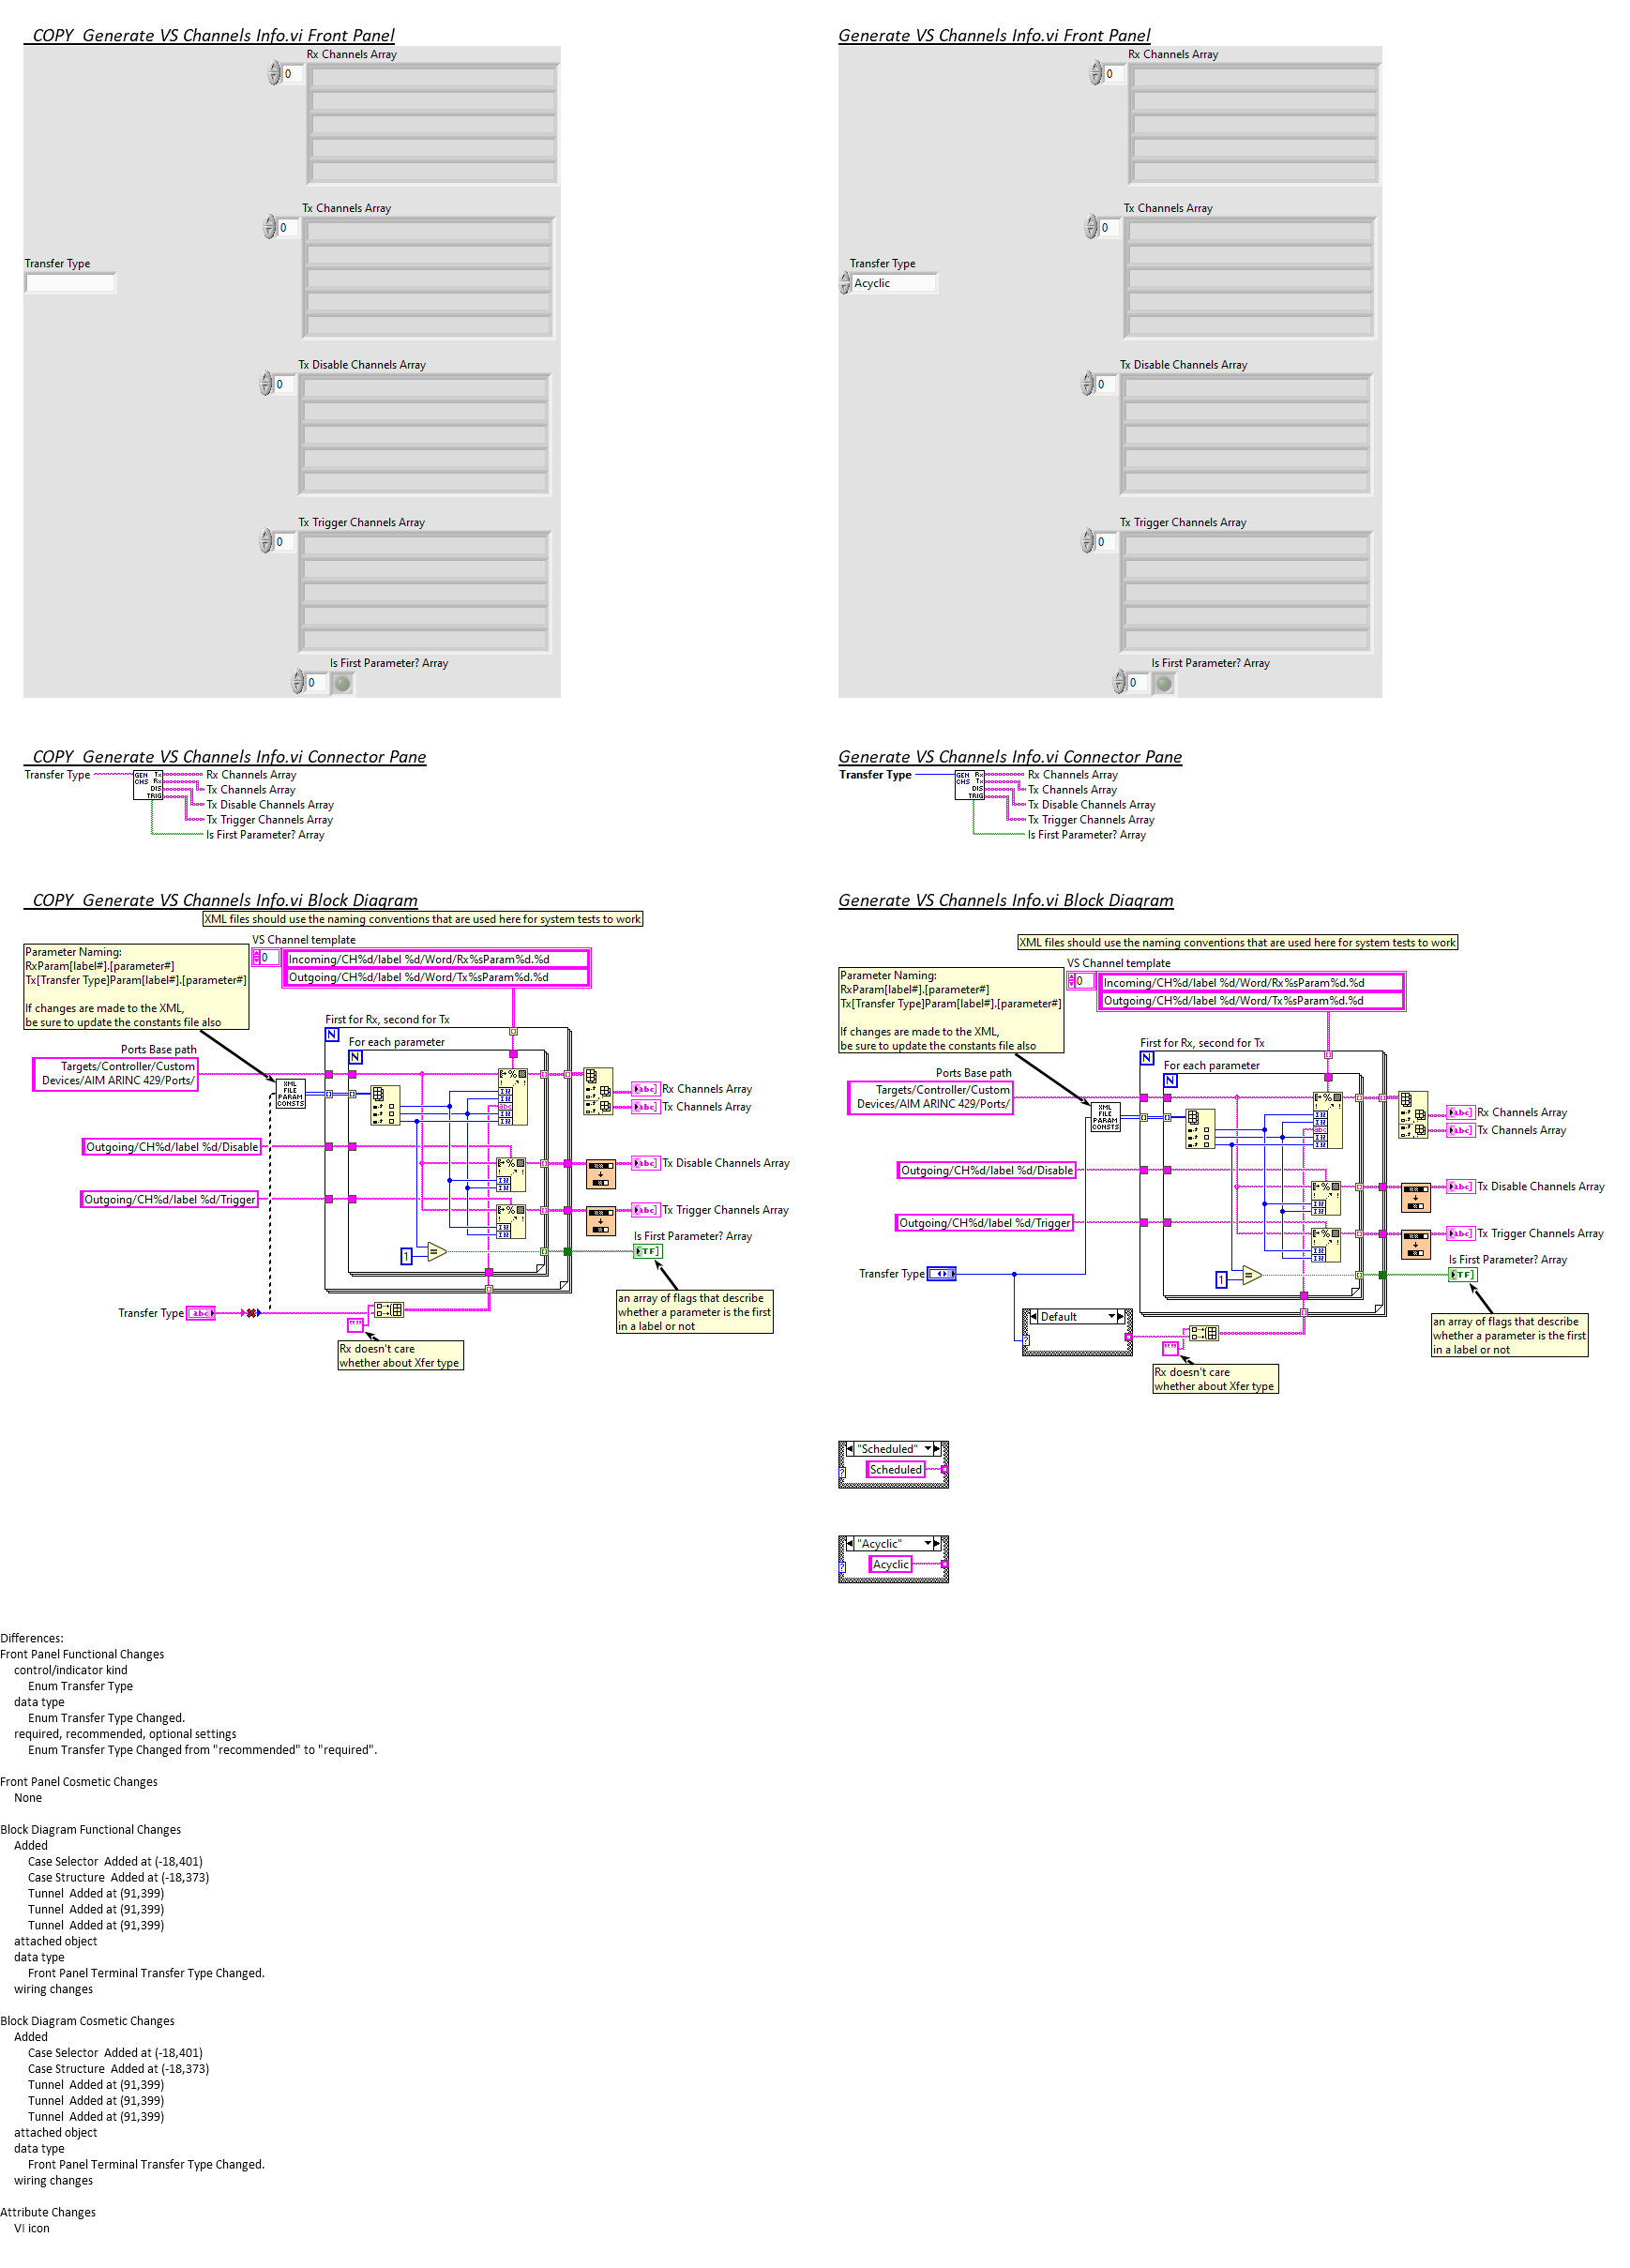 COPY  Generate VS Channels Info.vi Front Panel
Rx Channels Array
0
Tx Channels Array
0
Transfer Type
Tx Disable Channels Array
0
Tx Trigger Channels Array
0
Is First Parameter? Array
0
Generate VS Channels Info.vi Front Panel
Rx Channels Array
0
Tx Channels Array
0
Transfer Type
Acyclic
Tx Disable Channels Array
0
Tx Trigger Channels Array
0
Is First Parameter? Array
0
COPY  Generate VS Channels Info.vi Connector Pane
Transfer Type
GEN Tx
CHS Rx
DIS
TRIG
Rx Channels Array
Tx Channels Array
Tx Disable Channels Array
Tx Trigger Channels Array
Is First Parameter? Array
Generate VS Channels Info.vi Connector Pane
Transfer Type
GEN Tx
CHS Rx
DIS
TRIG
Rx Channels Array
Tx Channels Array
Tx Disable Channels Array
Tx Trigger Channels Array
Is First Parameter? Array
COPY  Generate VS Channels Info.vi Block Diagram
XML files should use the naming conventions that are used here for system tests to work
Parameter Naming:
RxParam[label#].[parameter#]
Tx[Transfer Type]Param[label#].[parameter#]
If changes are made to the XML,
be sure to update the constants file also
VS Channel template
0
Incoming/CH%d/label %d/Word/Rx%sParam%d.%d
Outgoing/CH%d/label %d/Word/Tx%sParam%d.%d
First for Rx, second for Tx
N
For each parameter
N
Ports Base path
Targets/Controller/Custom
Devices/AIM ARINC 429/Ports/
XML
FILE
PARAM
CONSTS
Rx Channels Array
Tx Channels Array
Outgoing/CH%d/label %d/Disable
Tx Disable Channels Array
Outgoing/CH%d/label %d/Trigger
Tx Trigger Channels Array
Is First Parameter? Array
1
TF
an array of flags that describe
whether a parameter is the first
in a label or not
Transfer Type
abc
Rx doesn't care
whether about Xfer type
Generate VS Channels Info.vi Block Diagram
XML files should use the naming conventions that are used here for system tests to work
Parameter Naming:
RxParam[label#].[parameter#]
Tx[Transfer Type]Param[label#].[parameter#]
If changes are made to the XML,
be sure to update the constants file also
VS Channel template
0
Incoming/CH%d/label %d/Word/Rx%sParam%d.%d
Outgoing/CH%d/label %d/Word/Tx%sParam%d.%d
First for Rx, second for Tx
N
For each parameter
N
Ports Base path
Targets/Controller/Custom
Devices/AIM ARINC 429/Ports/
XML
FILE
PARAM
CONSTS
Rx Channels Array
Tx Channels Array
Outgoing/CH%d/label %d/Disable
Tx Disable Channels Array
Outgoing/CH%d/label %d/Trigger
Tx Trigger Channels Array
Is First Parameter? Array
Transfer Type
1
TF
Default
an array of flags that describe
whether a parameter is the first
in a label or not
Rx doesn't care
whether about Xfer type
"Scheduled"
Scheduled
"Acyclic"
Acyclic
Differences:
Front Panel Functional Changes
control/indicator kind
Enum Transfer Type
data type
Enum Transfer Type Changed.
required, recommended, optional settings
Enum Transfer Type Changed from "recommended" to "required".
Front Panel Cosmetic Changes
None
Block Diagram Functional Changes
Added
Case Selector  Added at (-18,401)
Case Structure  Added at (-18,373)
Tunnel  Added at (91,399)
Tunnel  Added at (91,399)
Tunnel  Added at (91,399)
attached object
data type
Front Panel Terminal Transfer Type Changed.
wiring changes
Block Diagram Cosmetic Changes
Added
Case Selector  Added at (-18,401)
Case Structure  Added at (-18,373)
Tunnel  Added at (91,399)
Tunnel  Added at (91,399)
Tunnel  Added at (91,399)
attached object
data type
Front Panel Terminal Transfer Type Changed.
wiring changes
Attribute Changes
VI icon